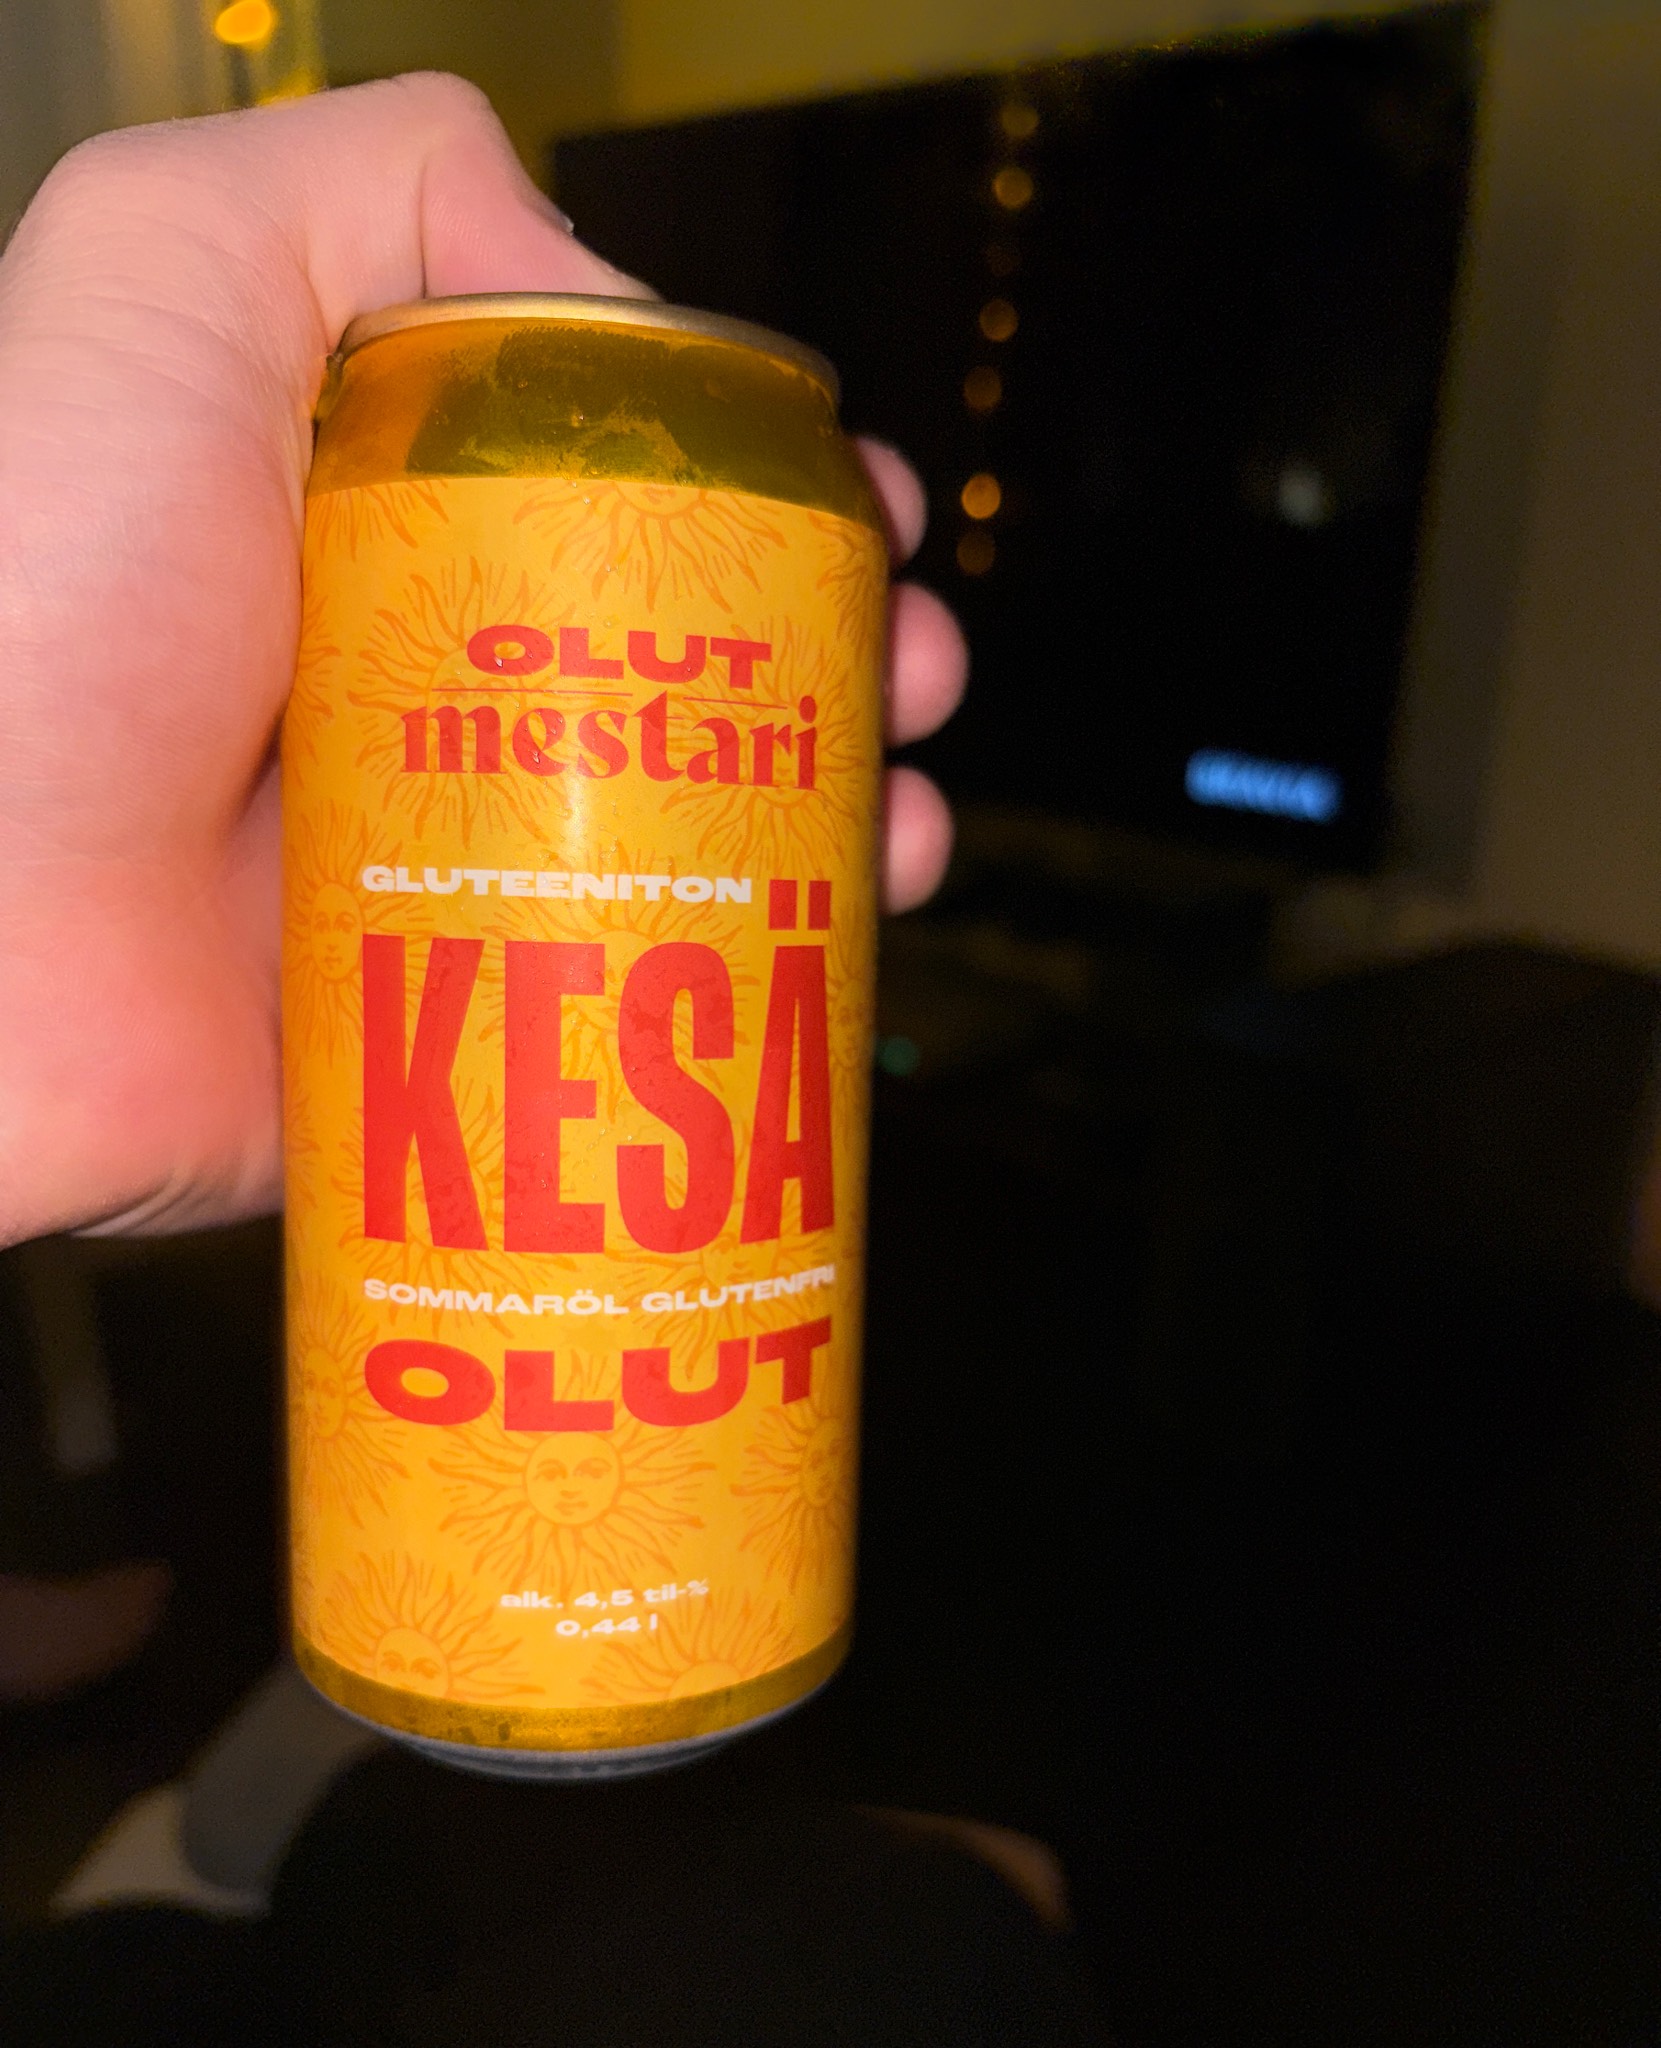 OLUT
mestari
GLUTEENITON
KESÄ
SOMMARÖL GLUTENFRI
OLUT
alk. 4,5 til-%
0,44 l